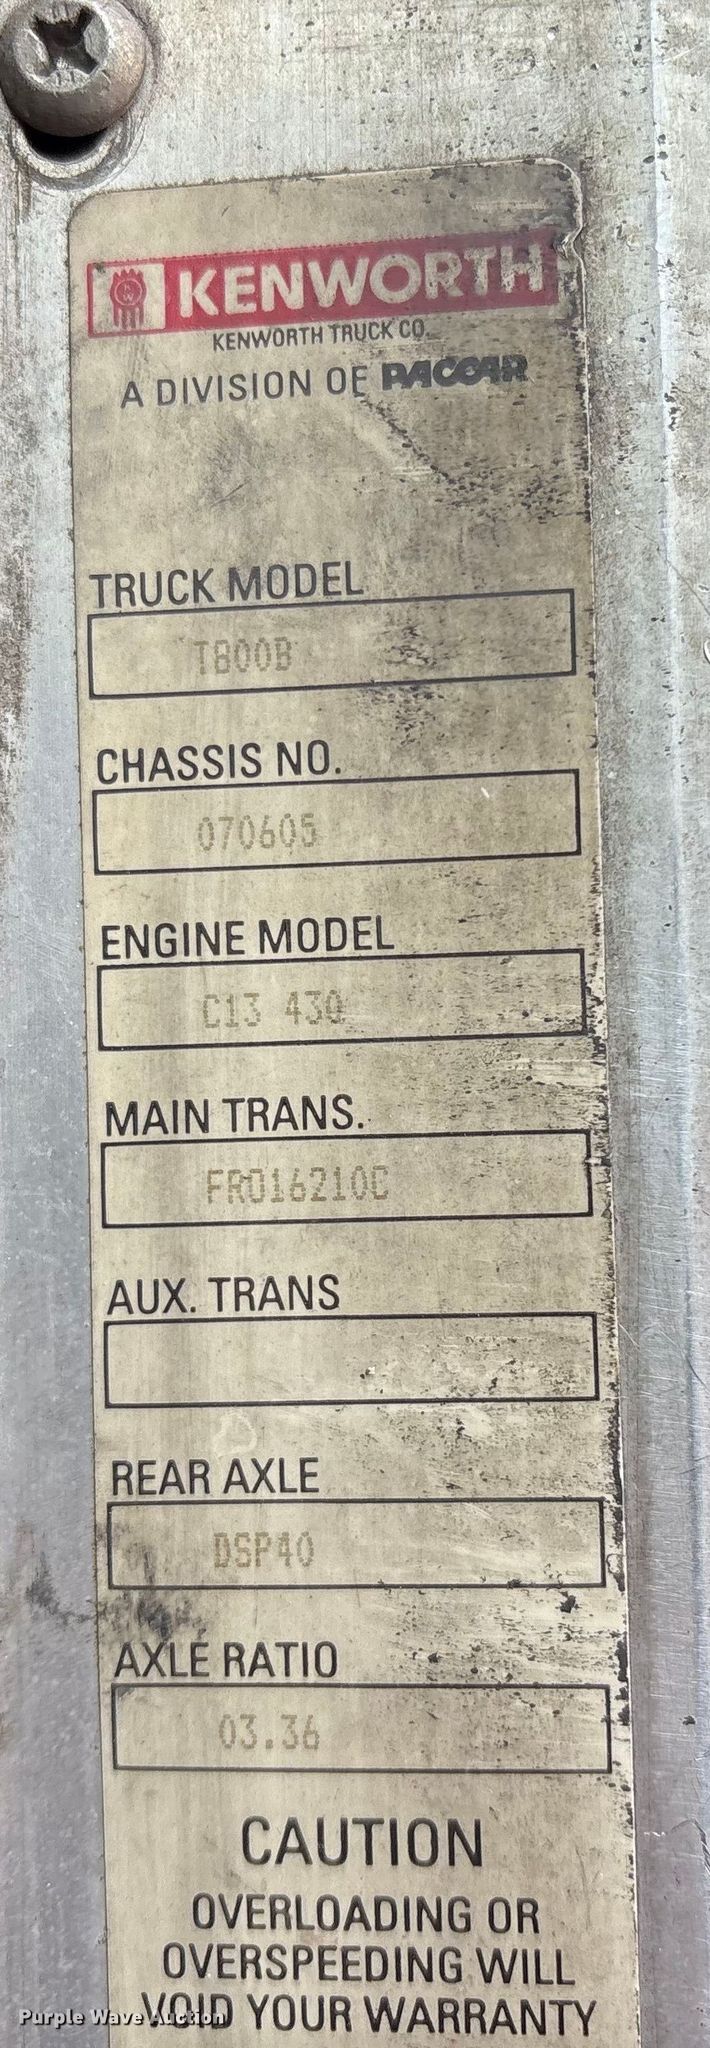 KW
KENWORTH
KENWORTH TRUCK CO.
A DIVISION OF PACCAR
TRUCK MODEL
T800B
CHASSIS NO.
070605
ENGINE MODEL
C13 430
MAIN TRANS.
FRO16210C
AUX. TRANS
REAR AXLE
DSP40
AXLE RATIO
03.36
CAUTION
OVERLOADING OR
OVERSPEEDING WILL
VOID YOUR WARRANTY
Purple Wave Auction